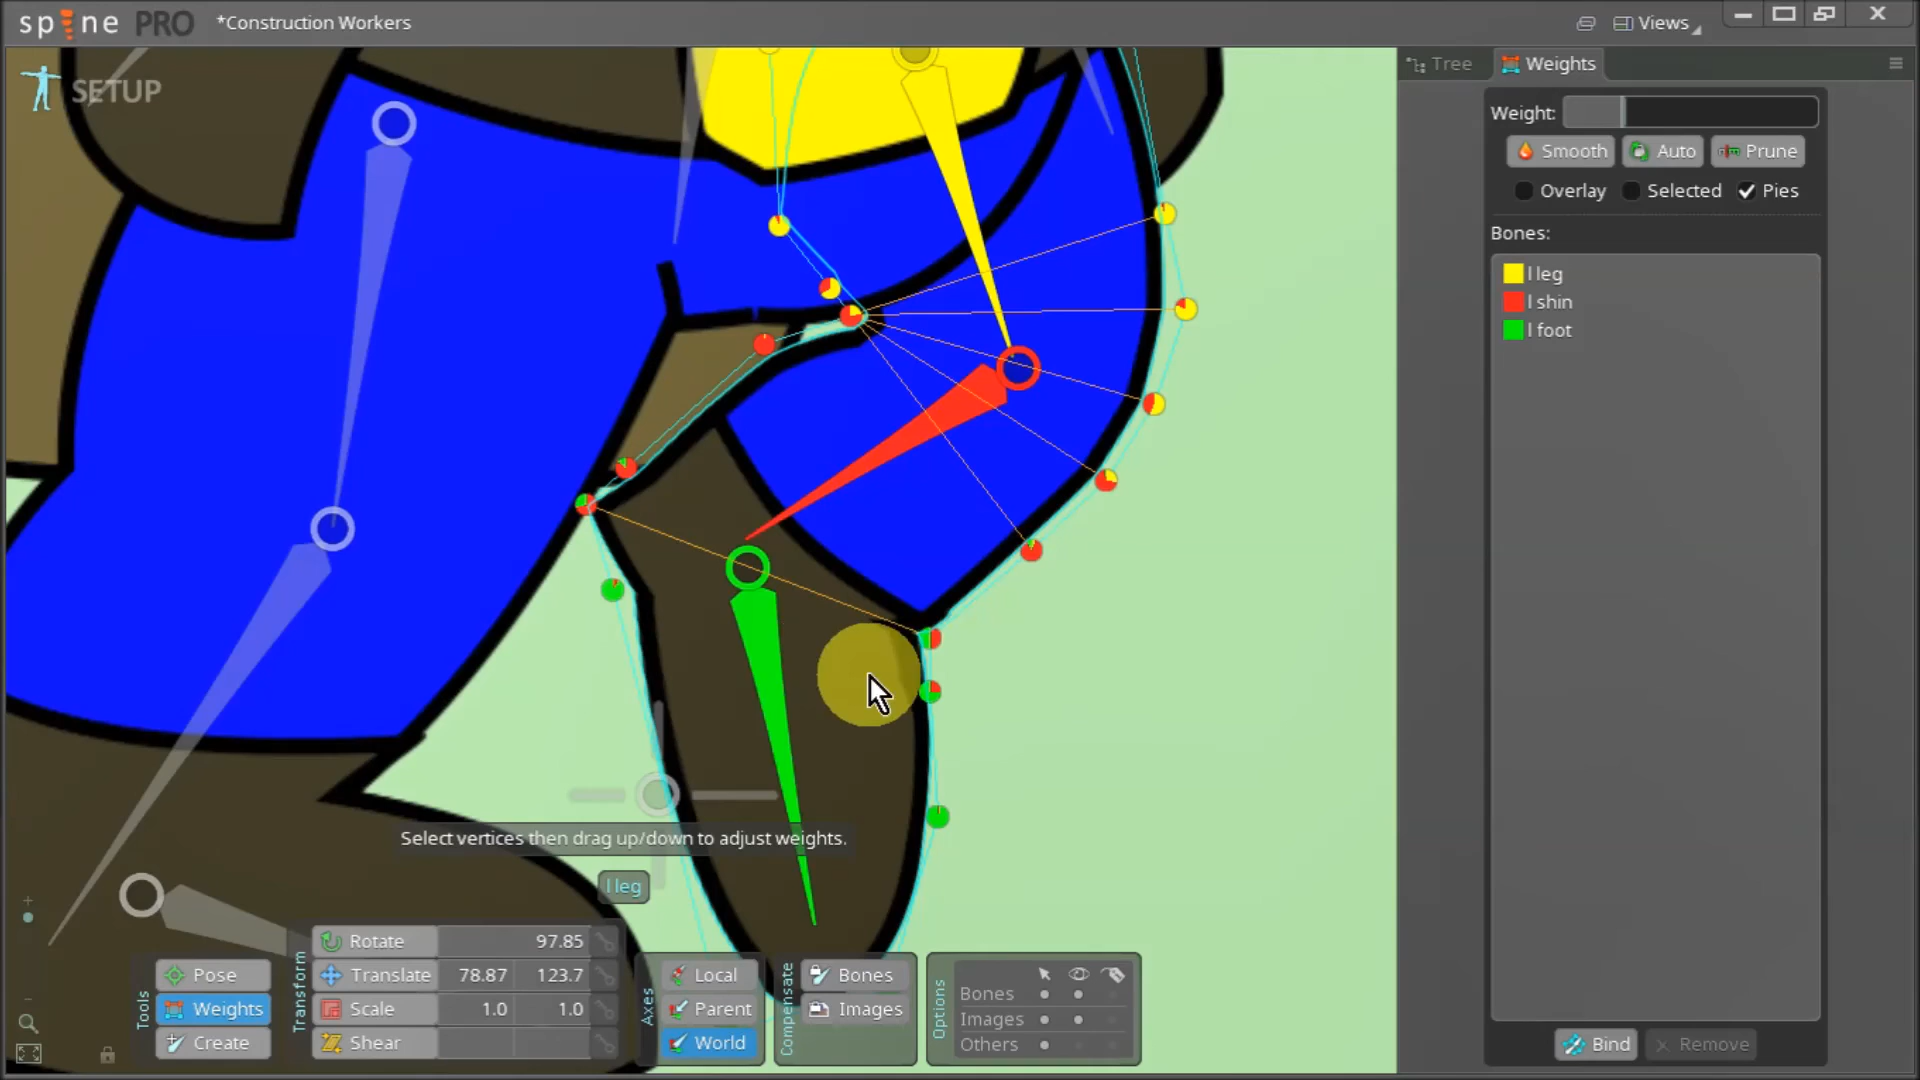 spine PRO *Construction Workers
Views
SETUP
Tree
Weights
Weight:
Smooth Auto Prune
Overlay Selected Pies
Bones:
l leg
l shin
l foot
Select vertices then drag up/down to adjust weights.
l leg
Tools
Pose
Weights
Create
Transform
Rotate 97.85
Translate 78.87 123.7
Scale 1.0 1.0
Shear
Axes
Local
Parent
World
Compensate
Bones
Images
Options
Bones
Images
Others
Bind
Remove